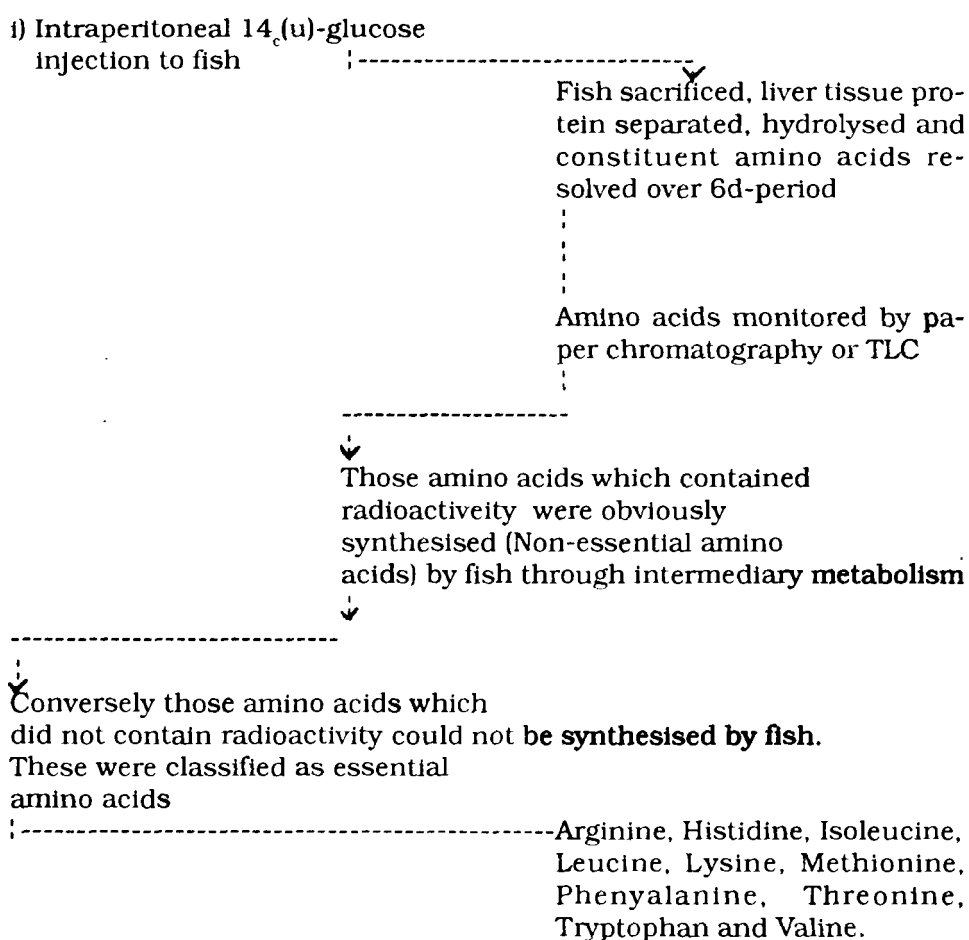 i) Intraperitoneal 14c(u)-glucose
injection to fish
Fish sacrificed, liver tissue pro-
tein separated, hydrolysed and
constituent amino acids re-
solved over 6d-period
Amino acids monitored by pa-
per chromatography or TLC
Those amino acids which contained
radioactiveity were obviously
synthesised (Non-essential amino
acids) by fish through intermediary metabolism
Conversely those amino acids which
did not contain radioactivity could not be synthesised by fish.
These were classified as essential
amino acids
Arginine, Histidine, Isoleucine,
Leucine, Lysine, Methionine,
Phenyalanine, Threonine,
Tryptophan and Valine.